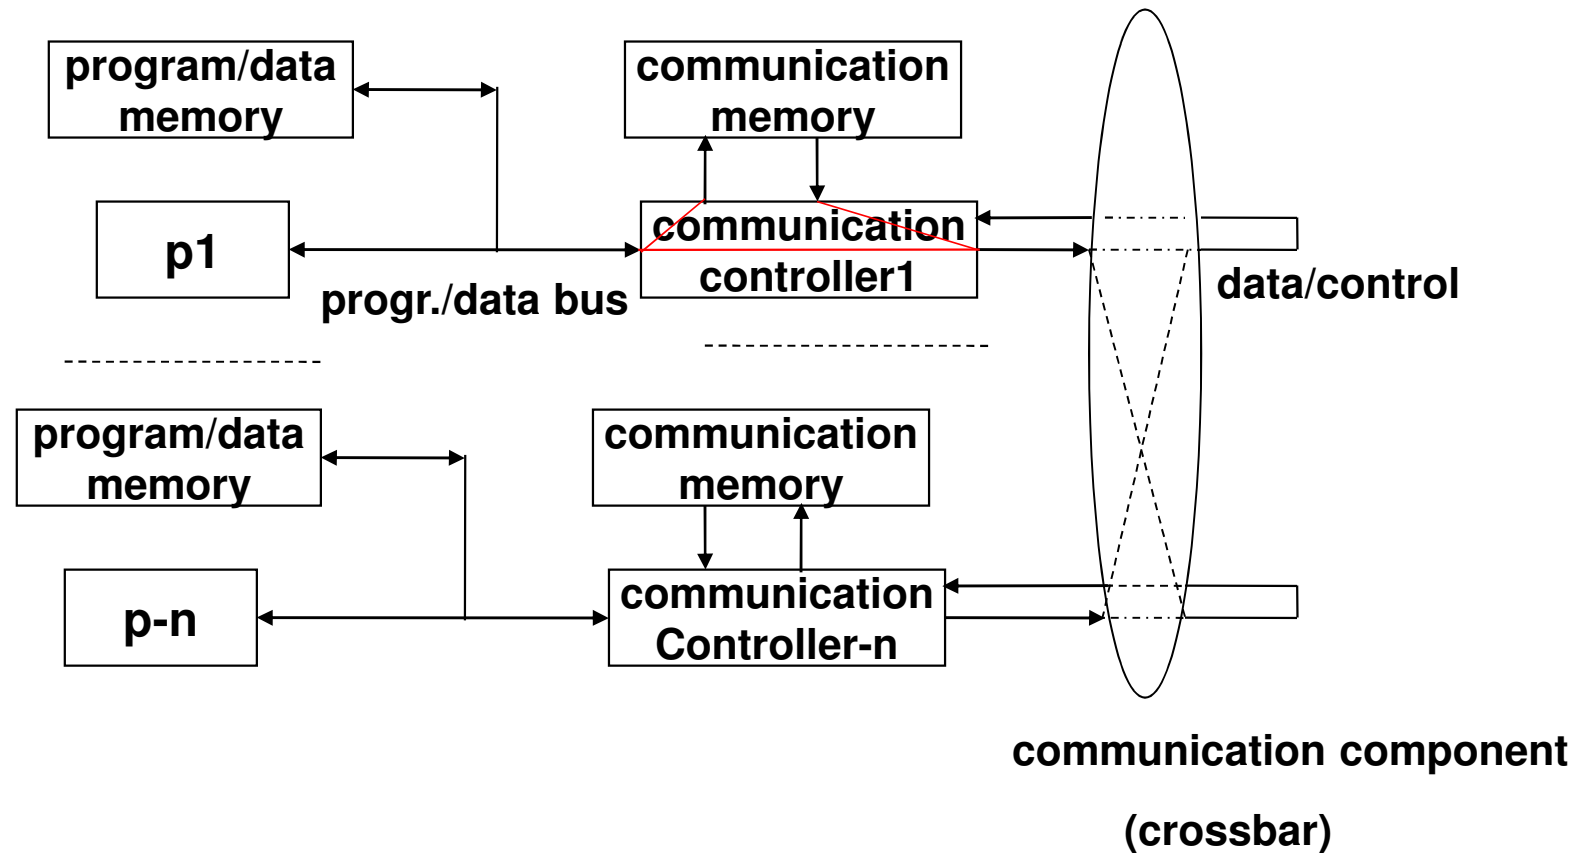 program/data
memory
communication
memory
p1
communication
controller1
progr./data bus
data/control
program/data
memory
communication
memory
p-n
communication
Controller-n
communication component
(crossbar)